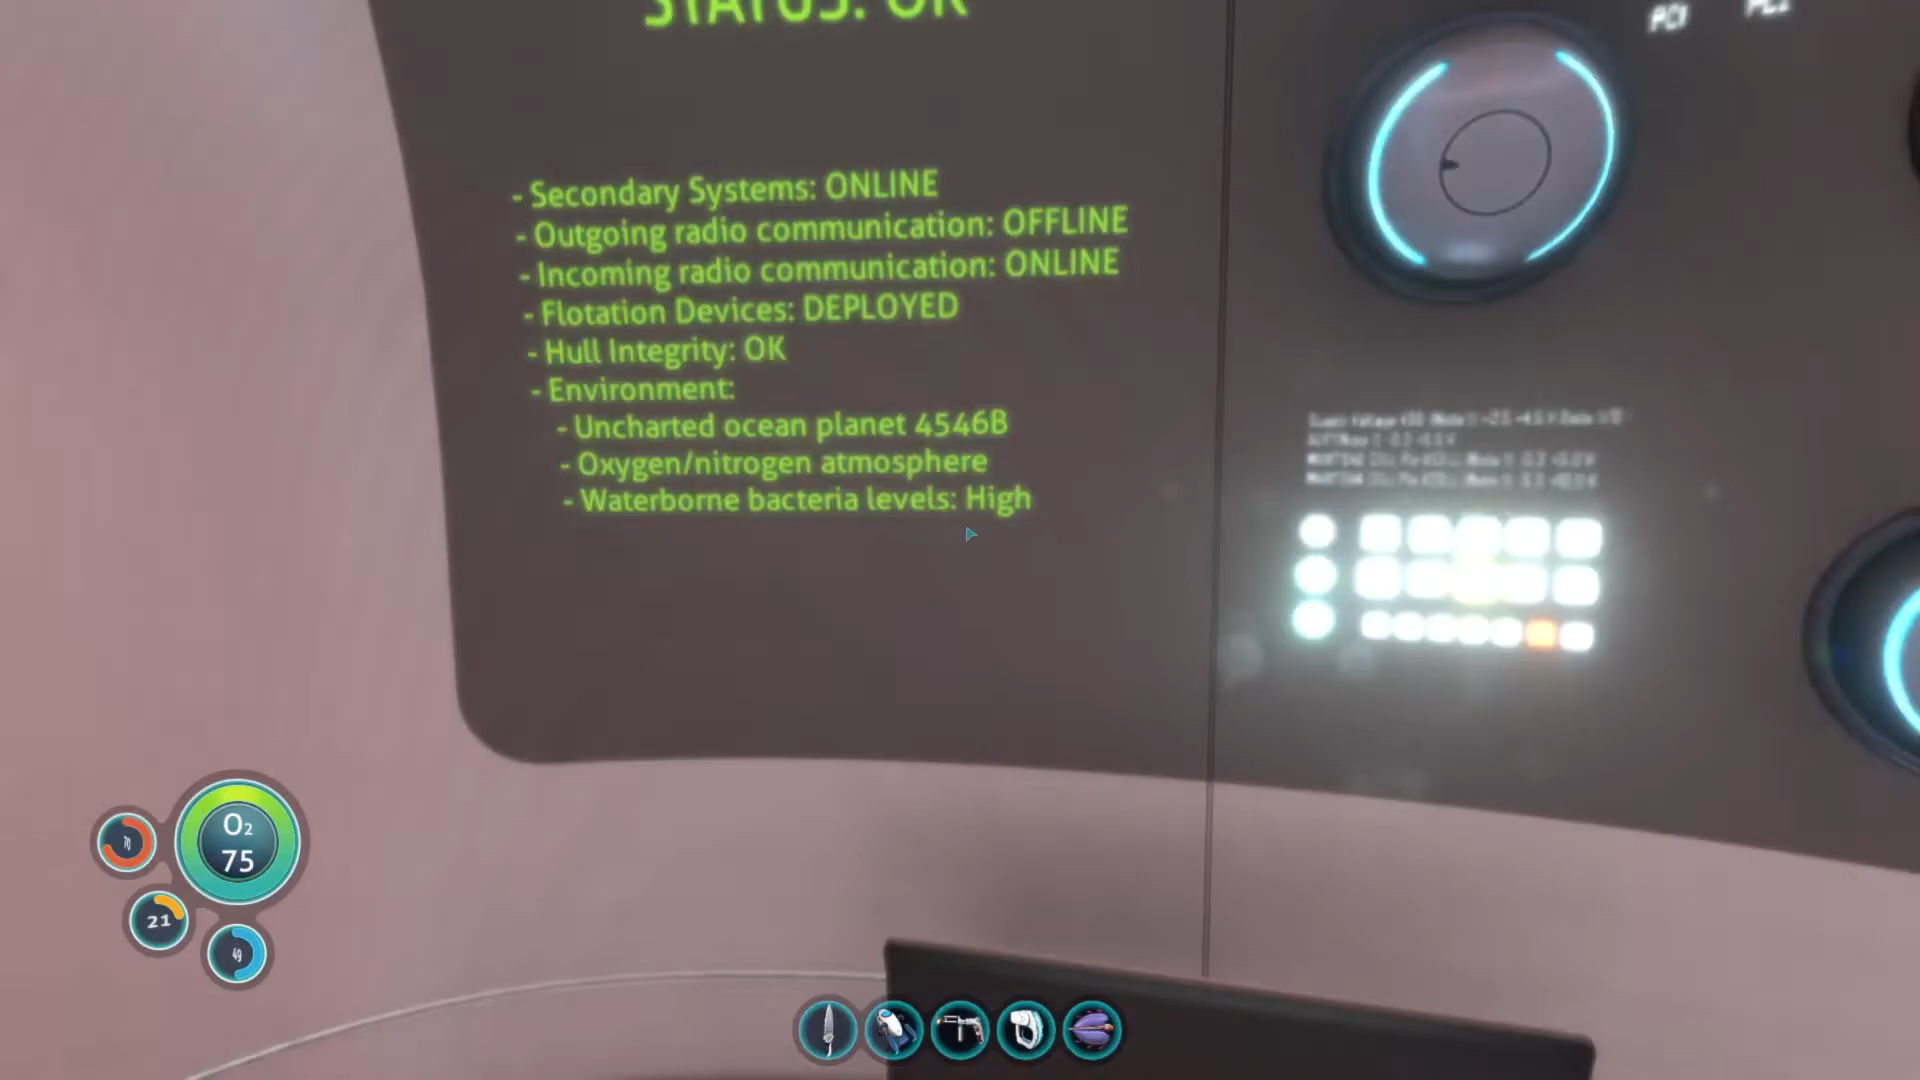 STATUS: OK
- Secondary Systems: ONLINE
- Outgoing radio communication: OFFLINE
- Incoming radio communication: ONLINE
- Flotation Devices: DEPLOYED
- Hull Integrity: OK
- Environment:
- Uncharted ocean planet 4546B
- Oxygen/nitrogen atmosphere
- Waterborne bacteria levels: High
O₂
75
21
49